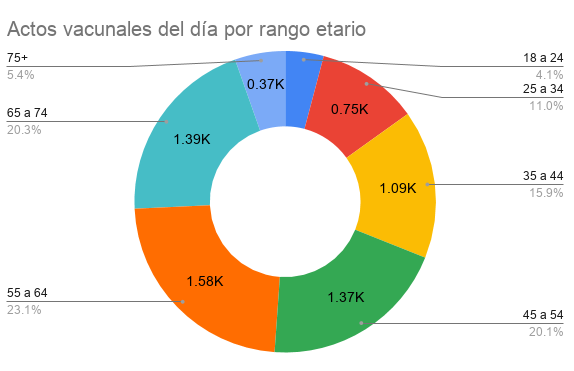 Actos vacunales del día por rango etario
75+
5.4%
18 a 24
4.1%
25 a 34
11.0%
0.37K
0.75K
65 a 74
20.3%
1.39K
35 a 44
15.9%
1.09K
55 a 64
23.1%
1.58K
1.37K
45 a 54
20.1%